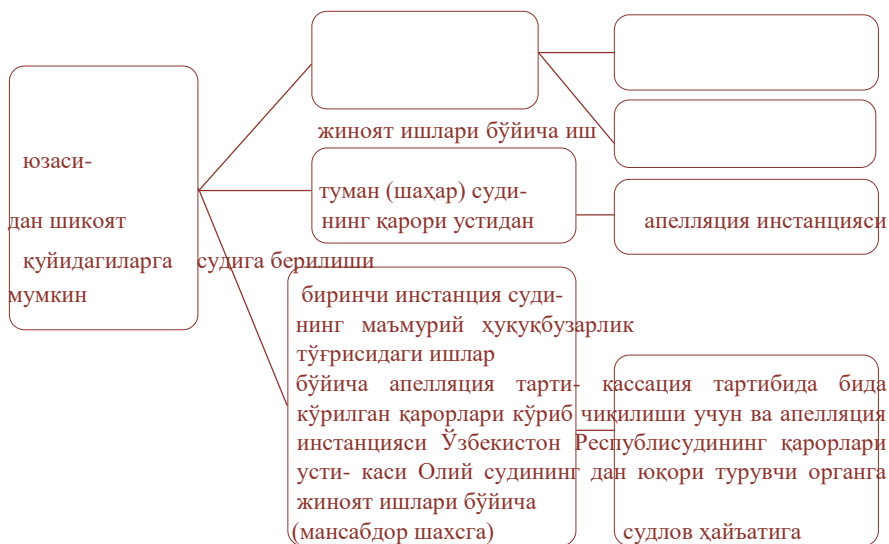 жиноят ишлари бўйича иш
юзаси-
туман (шаҳар) суди-
дан шикоят нинг қарори устидан апелляция инстанцияси
қуйидагиларга судига берилиши
мумкин
биринчи инстанция суди-
нинг маъмурий ҳуқуқбузарлик
тўғрисидаги ишлар
бўйича апелляция тарти- кассация тартибида бида
кўрилган қарорлари кўриб чиқилиши учун ва апелляция
инстанцияси Ўзбекистон Республисудининг қарорлари
усти- каси Олий судининг дан юқори турувчи органга
жиноят ишлари бўйича
(мансабдор шахсга) судлов ҳайъатига